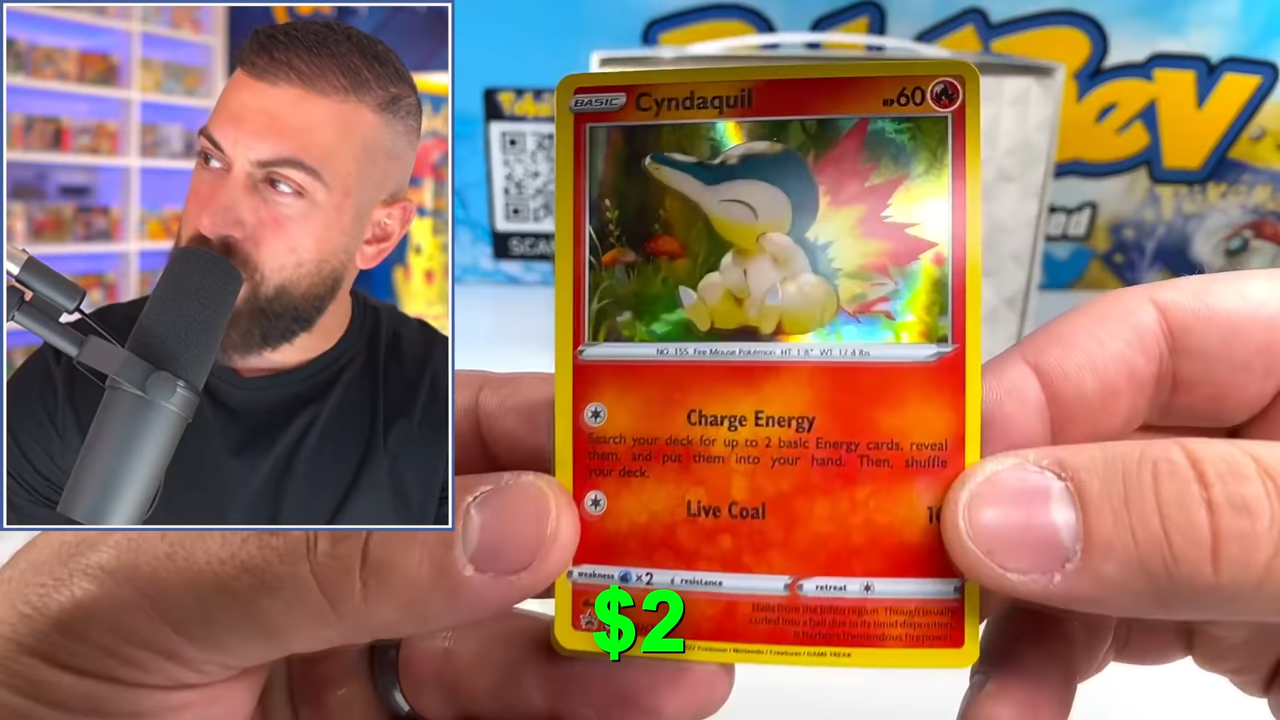 BASIC Cyndaquil HP60
NO. 155 Fire Mouse Pokémon HT: 1'8" WT: 17.4 lbs
Charge Energy
Search your deck for up to 2 basic Energy cards, reveal
them, and put them into your hand. Then, shuffle
your deck.
Live Coal
weakness ×2 resistance retreat
Hails from the Johto region. Though usually
curled into a ball due to its timid disposition,
it harbors tremendous firepower.
Pokémon / Nintendo / Creatures / GAME FREAK
$2
Rev